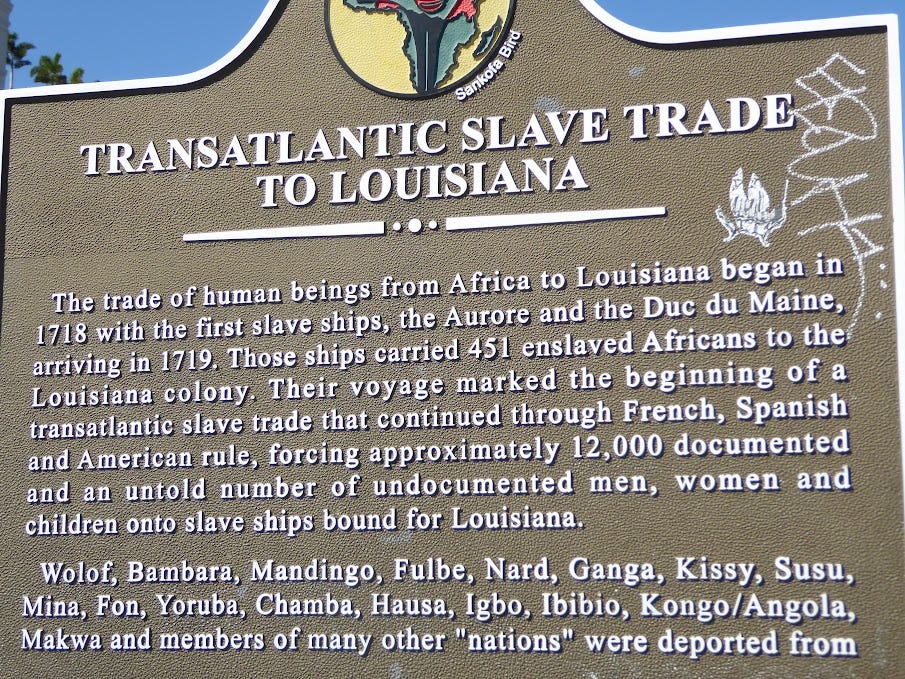 Sankofa Bird
TRANSATLANTIC SLAVE TRADE
TO LOUISIANA
The trade of human beings from Africa to Louisiana began in
1718 with the first slave ships, the Aurore and the Duc du Maine,
arriving in 1719. Those ships carried 451 enslaved Africans to the
Louisiana colony. Their voyage marked the beginning of a
transatlantic slave trade that continued through French, Spanish
and American rule, forcing approximately 12,000 documented
and an untold number of undocumented men, women and
children onto slave ships bound for Louisiana.
Wolof, Bambara, Mandingo, Fulbe, Nard, Ganga, Kissy, Susu,
Mina, Fon, Yoruba, Chamba, Hausa, Igbo, Ibibio, Kongo/Angola,
Makwa and members of many other "nations" were deported from